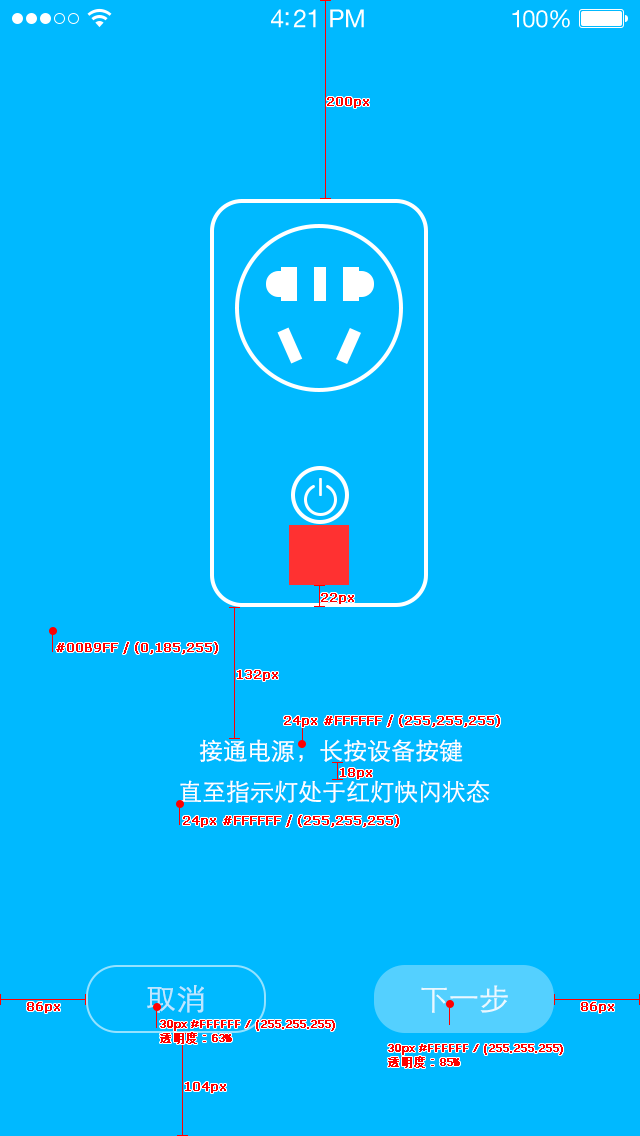 4:21 PM
100%
200px
22px
#00B9FF / (0,185,255)
132px
24px #FFFFFF / (255,255,255)
接通电源，长按设备按键
18px
直至指示灯处于红灯快闪状态
24px #FFFFFF / (255,255,255)
取消
下一步
86px
86px
30px #FFFFFF / (255.255.255)
透明度：63%
30px #FFFFFF / (255.255.255)
透明度：85%
104px